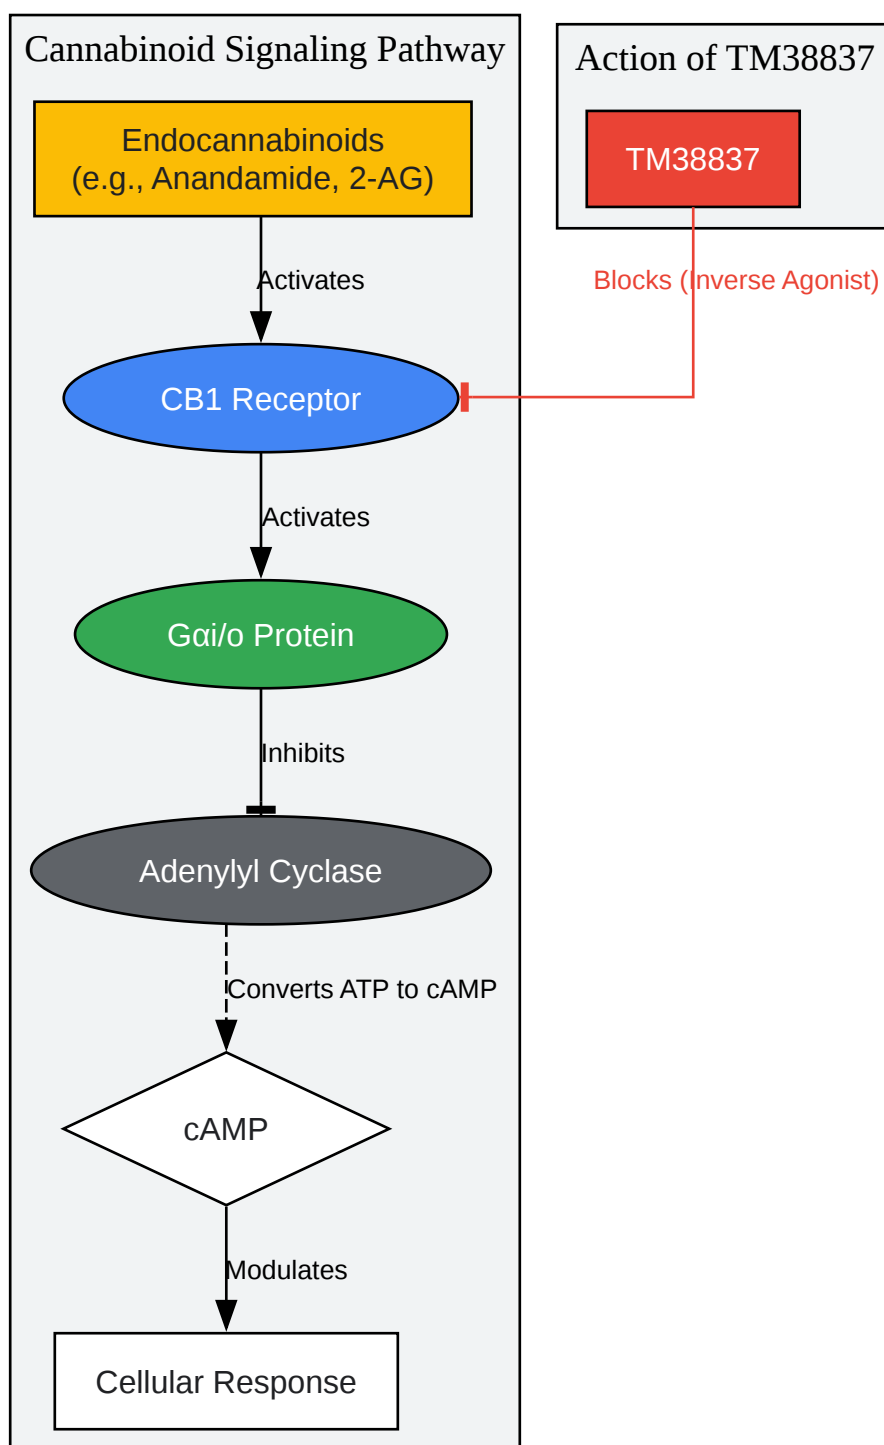 Cannabinoid Signaling Pathway
Endocannabinoids
(e.g., Anandamide, 2-AG)
Activates
CB1 Receptor
Activates
Gαi/o Protein
Inhibits
Adenylyl Cyclase
Converts ATP to cAMP
cAMP
Modulates
Cellular Response
Action of TM38837
TM38837
Blocks (Inverse Agonist)